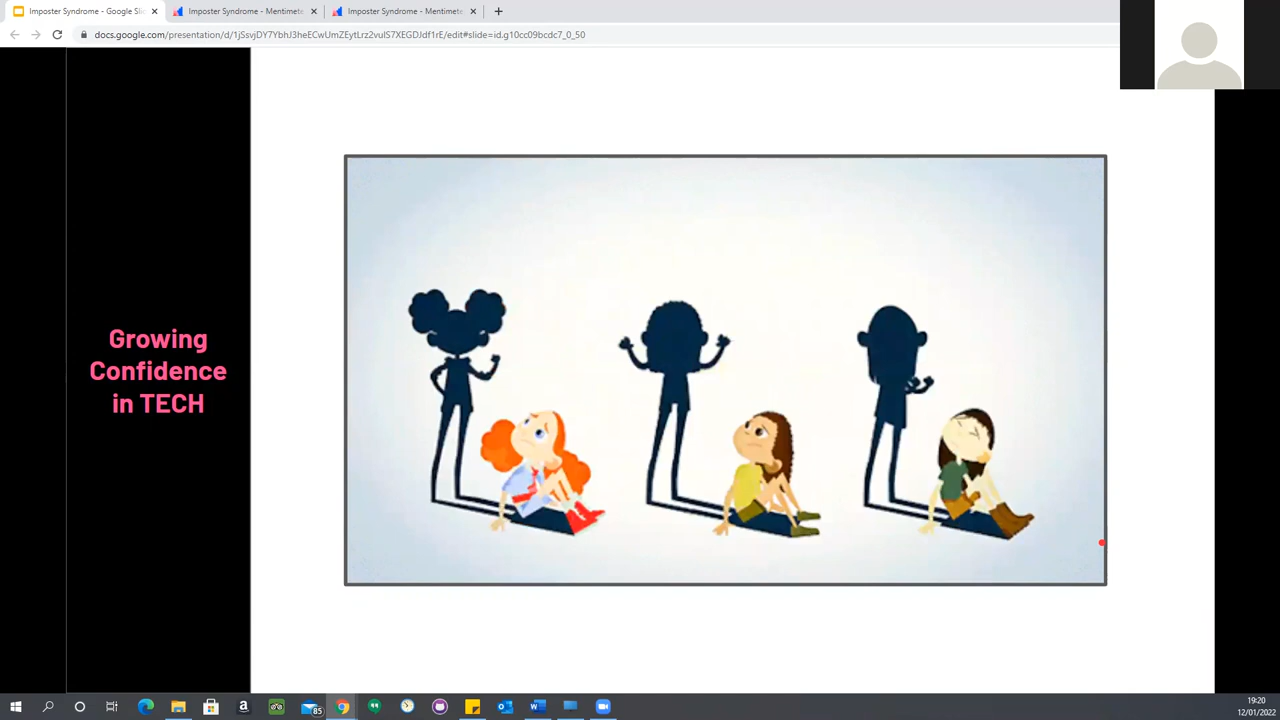 Imposter Syndrome - Google Sli
Imposter Syndrome - Mentimete
Imposter Syndrome - Mentimete
docs.google.com/presentation/d/1jSsvjDY7YbhJ3heECwUmZEytLrz2vulS7XEGDJdf1rE/edit#slide=id.g10cc09bcdc7_0_50
Growing
Confidence
in TECH
85
19:20
12/01/2022